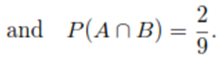 and P(A ∩ B) = 2/9.